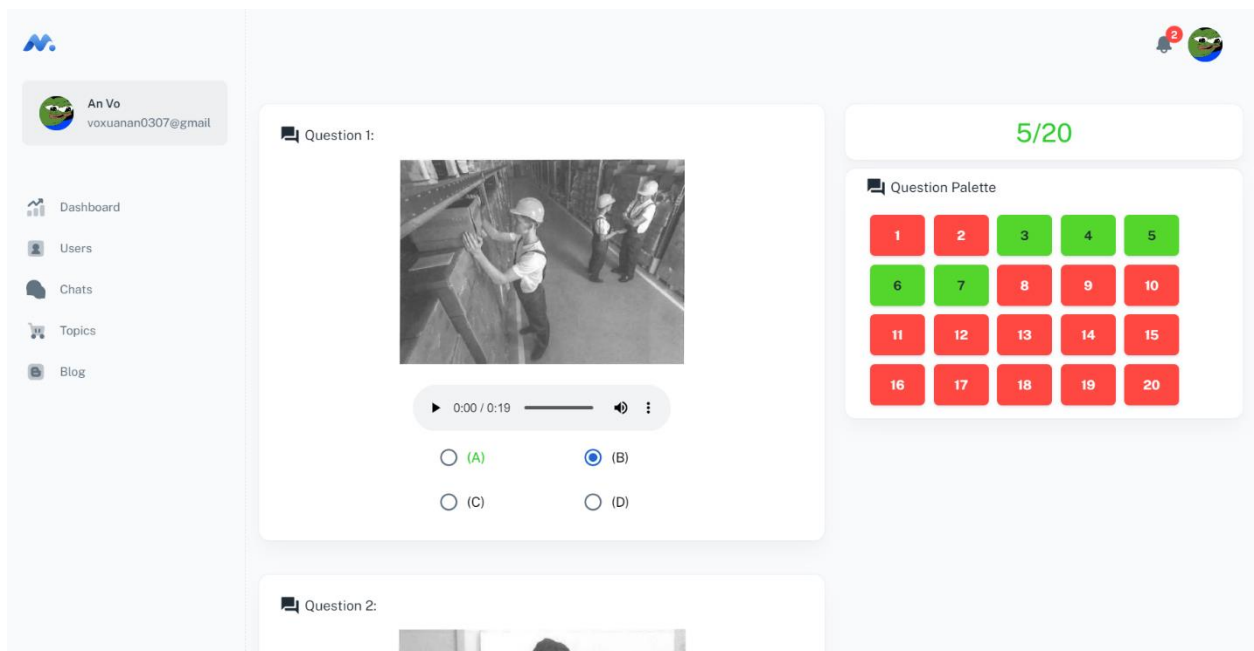 2
An Vo
voxuanan0307@gmail
Dashboard
Users
Chats
Topics
Blog
Question 1:
0:00 / 0:19
(A)
(B)
(C)
(D)
Question 2:
5/20
Question Palette
1 2 3 4 5
6 7 8 9 10
11 12 13 14 15
16 17 18 19 20